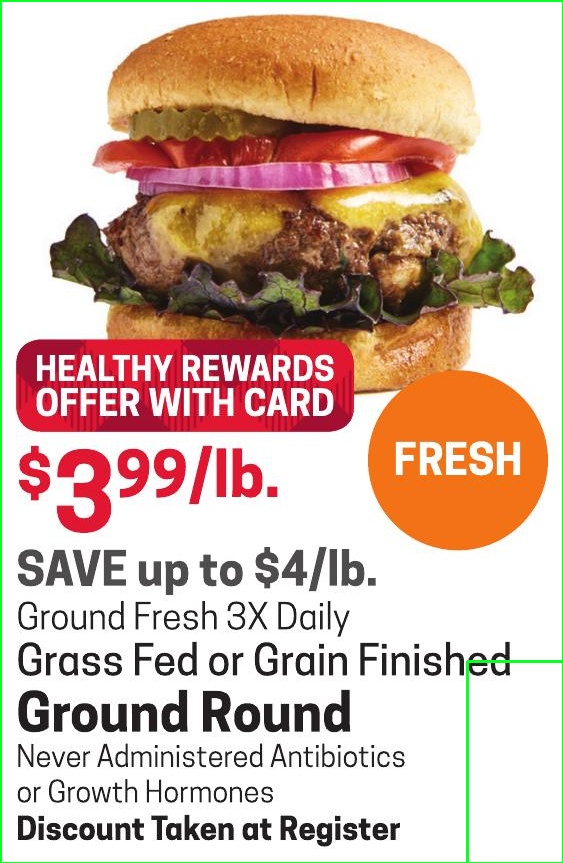 HEALTHY REWARDS
OFFER WITH CARD
$3.99/lb.
FRESH
SAVE up to $4/lb.
Ground Fresh 3X Daily
Grass Fed or Grain Finished
Ground Round
Never Administered Antibiotics
or Growth Hormones
Discount Taken at Register